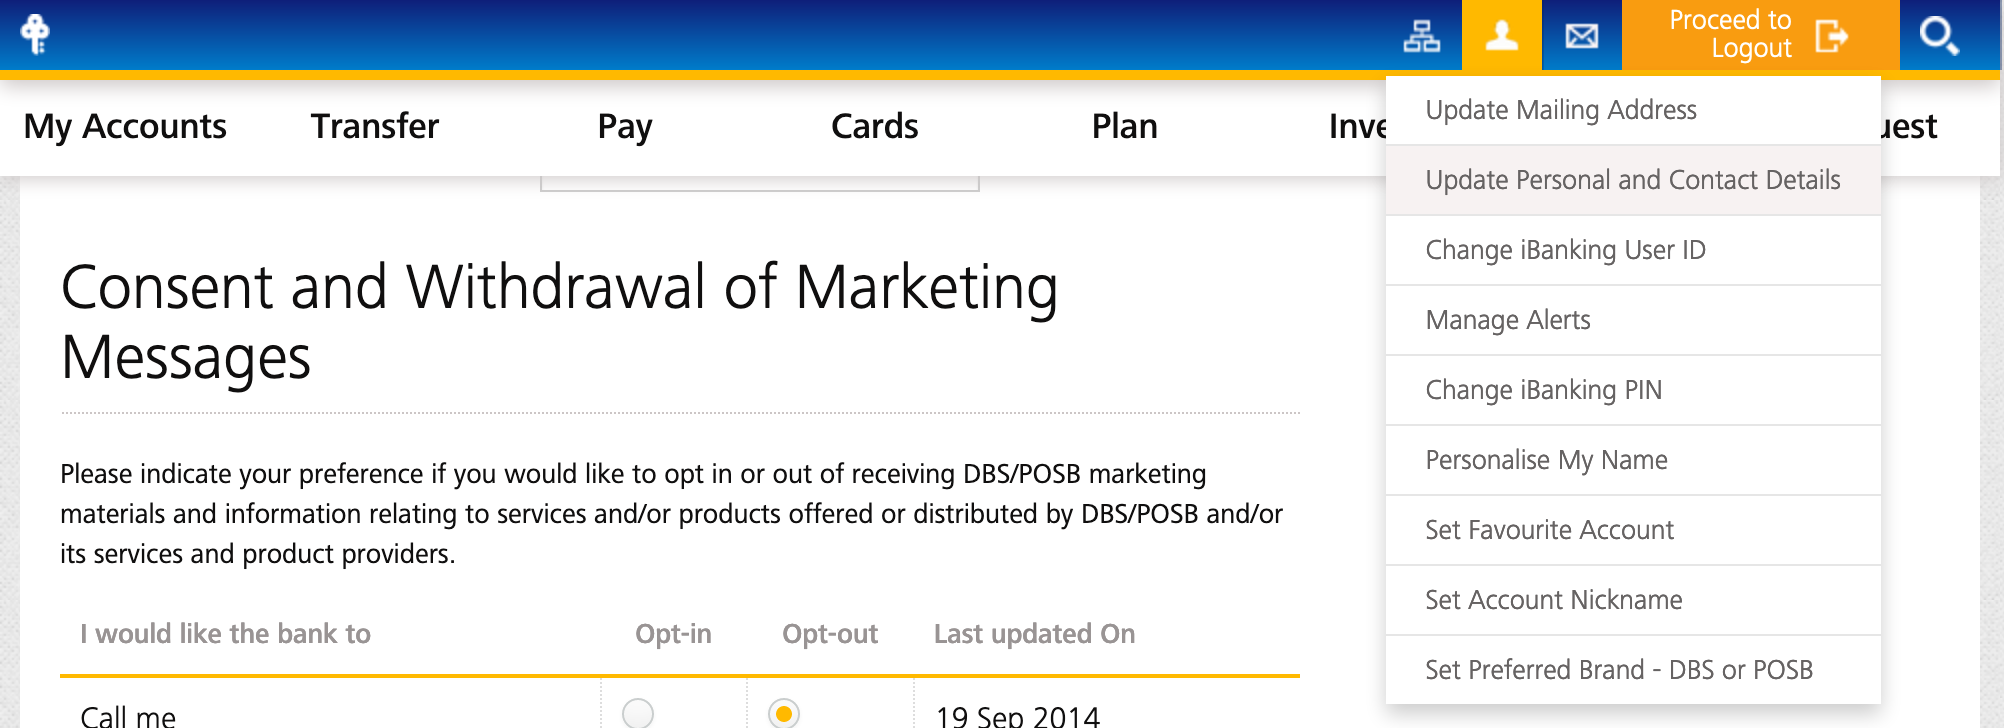 Proceed to
Logout
My Accounts
Transfer
Pay
Cards
Plan
Update Mailing Address
Update Personal and Contact Details
Change iBanking User ID
Manage Alerts
Change iBanking PIN
Personalise My Name
Set Favourite Account
Set Account Nickname
Set Preferred Brand - DBS or POSB
Consent and Withdrawal of Marketing
Messages
Please indicate your preference if you would like to opt in or out of receiving DBS/POSB marketing
materials and information relating to services and/or products offered or distributed by DBS/POSB and/or
its services and product providers.
I would like the bank to Opt-in Opt-out Last updated On
Call me 19 Sep 2014